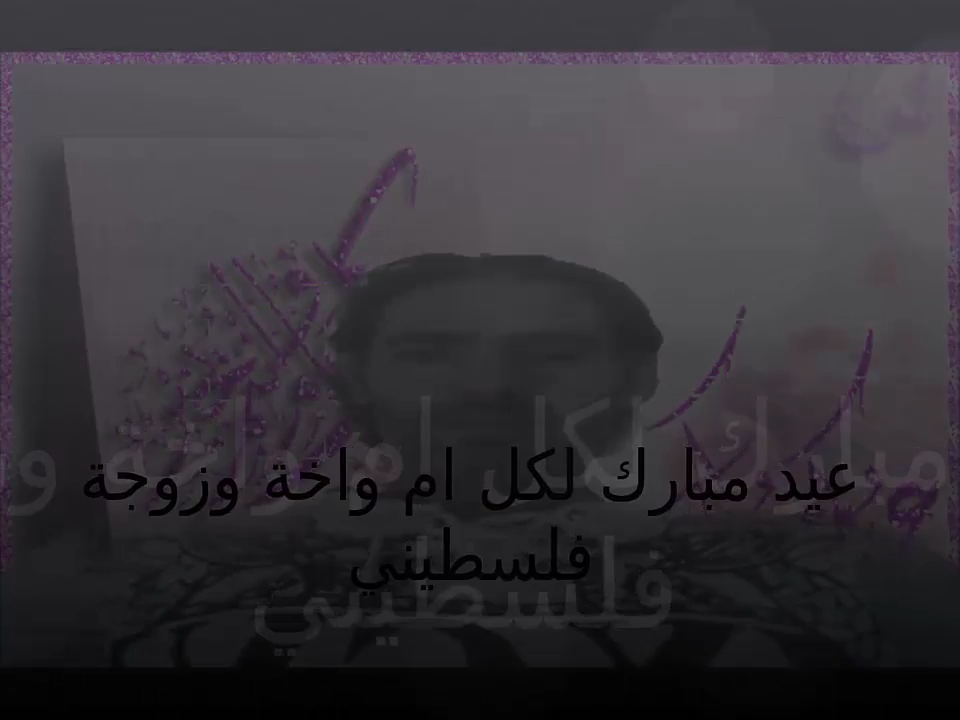 عيد مبارك لكل ام واخة وزوجة
فلسطيني